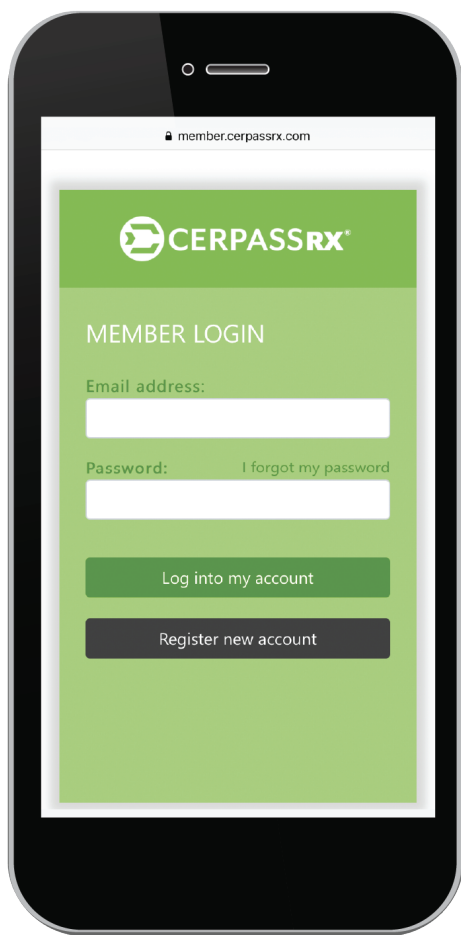 member.cerpassrx.com
CERPASSRX®
MEMBER LOGIN
Email address:
Password: I forgot my password
Log into my account
Register new account